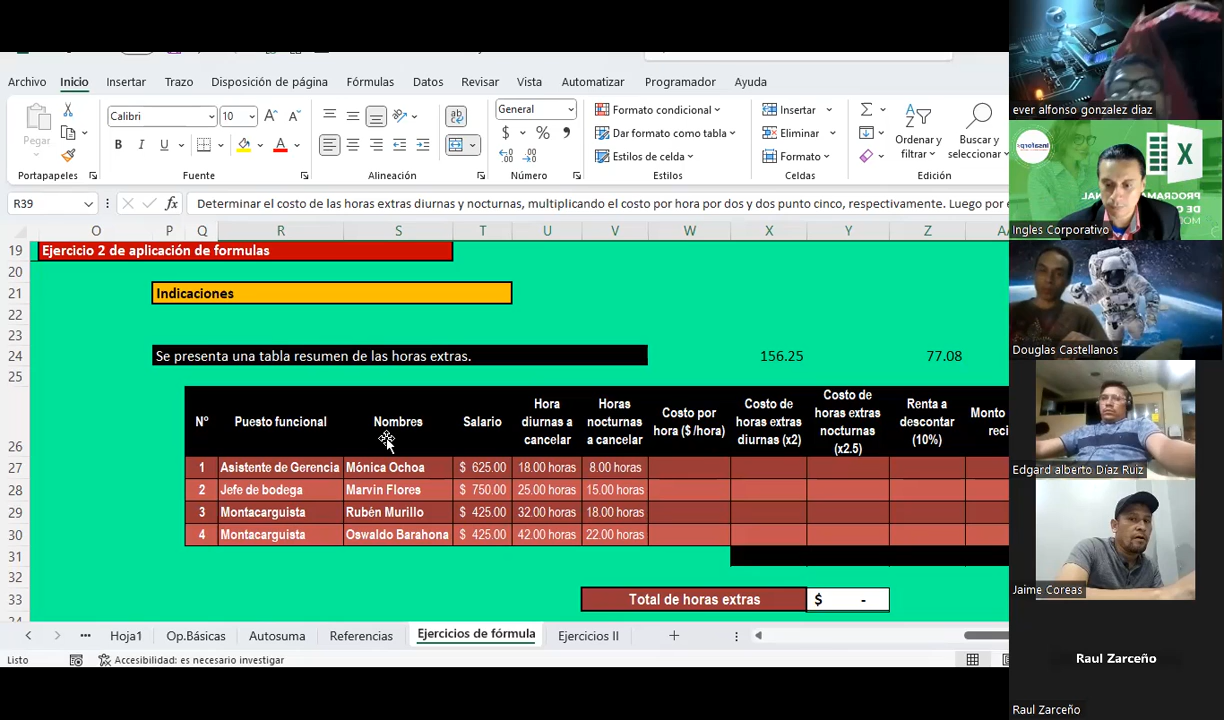 Archivo Inicio Insertar Trazo Disposición de página Fórmulas Datos Revisar Vista Automatizar Programador Ayuda
Pegar
Portapapeles
Calibri 10
N K S
Fuente
ab
Alineación
General
$ % ,
Número
Formato condicional
Dar formato como tabla
Estilos de celda
Estilos
Insertar
Eliminar
Formato
Celdas
Ordenar y filtrar
Buscar y seleccionar
Edición
R39 fx Determinar el costo de las horas extras diurnas y nocturnas, multiplicando el costo por hora por dos y dos punto cinco, respectivamente. Luego por
O P Q R S T U V W X Y Z
19 Ejercicio 2 de aplicación de formulas
20
21 Indicaciones
22
23
24 Se presenta una tabla resumen de las horas extras. 156.25 77.08
25
26 N° Puesto funcional Nombres Salario Hora diurnas a cancelar Horas nocturnas a cancelar Costo por hora ($ /hora) Costo de horas extras diurnas (x2) Costo de horas extras nocturnas (x2.5) Renta a descontar (10%) Monto
27 1 Asistente de Gerencia Mónica Ochoa $ 625.00 18.00 horas 8.00 horas
28 2 Jefe de bodega Marvin Flores $ 750.00 25.00 horas 15.00 horas
29 3 Montacarguista Rubén Murillo $ 425.00 32.00 horas 18.00 horas
30 4 Montacarguista Oswaldo Barahona $ 425.00 42.00 horas 22.00 horas
31
32
33 Total de horas extras $ -
Hoja1 Op.Básicas Autosuma Referencias Ejercicios de fórmula Ejercicios II
Listo Accesibilidad: es necesario investigar
ever alfonso gonzalez diaz
Ingles Corporativo
Douglas Castellanos
Edgard alberto Díaz Ruiz
Jaime Coreas
Raul Zarceño
Raul Zarceño